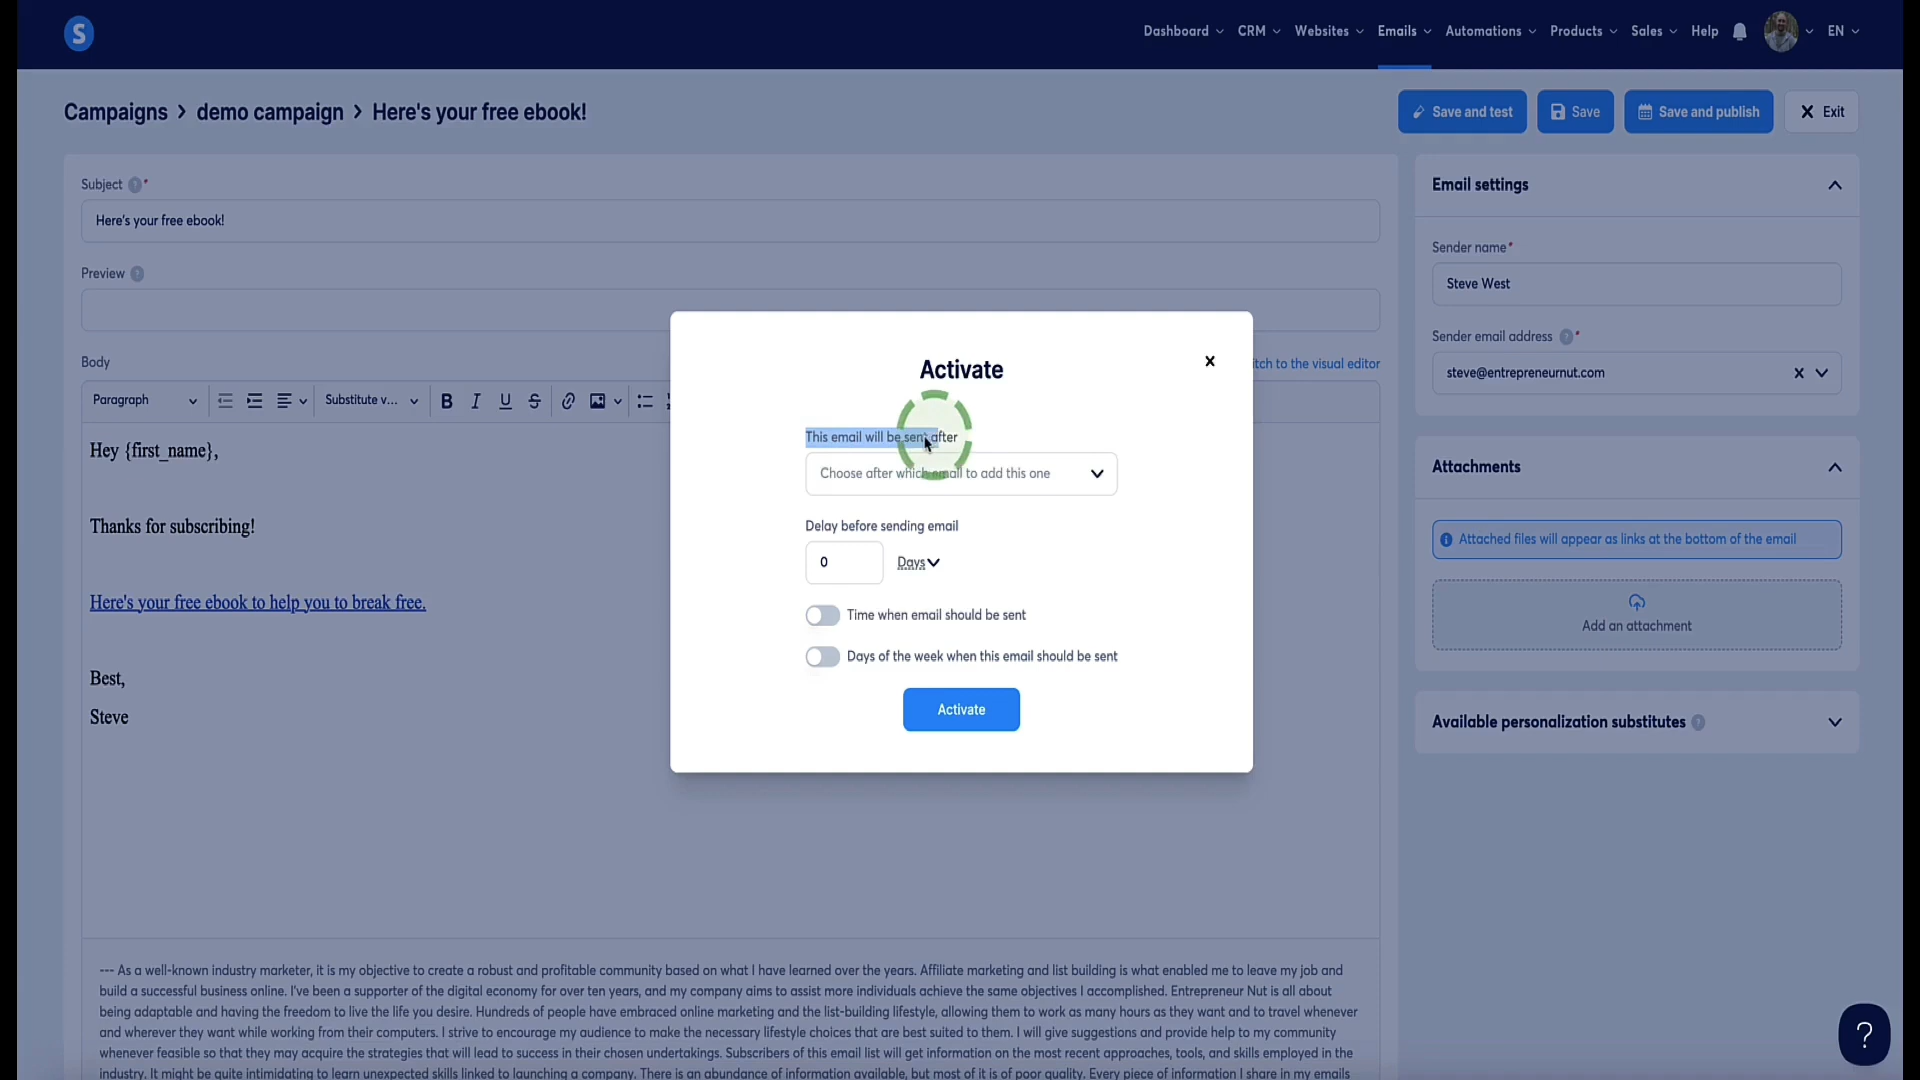 S
Dashboard CRM Websites Emails Automations Products Sales Help EN
Campaigns > demo campaign > Here's your free ebook!
Save and test Save Save and publish Exit
Subject ? *
Here's your free ebook!
Preview ?
Body
itch to the visual editor
Paragraph Substitute v... B I U S
Hey {first_name},
Thanks for subscribing!
Here's your free ebook to help you to break free.
Best,
Steve
--- As a well-known industry marketer, it is my objective to create a robust and profitable community based on what I have learned over the years. Affiliate marketing and list building is what enabled me to leave my job and
build a successful business online. I've been a supporter of the digital economy for over ten years, and my company aims to assist more individuals achieve the same objectives I accomplished. Entrepreneur Nut is all about
being adaptable and having the freedom to live the life you desire. Hundreds of people have embraced online marketing and the list-building lifestyle, allowing them to work as many hours as they want and to travel whenever
and wherever they want while working from their computers. I strive to encourage my audience to make the necessary lifestyle choices that are best suited to them. I will give suggestions and provide help to my community
whenever feasible so that they may acquire the strategies that will lead to success in their chosen undertakings. Subscribers of this email list will get information on the most recent approaches, tools, and skills employed in the
industry. It might be quite intimidating to learn unexpected skills linked to launching a company. There is an abundance of information available, but most of it is of poor quality. Every piece of information I share in my emails
Activate
This email will be sent after
Choose after which email to add this one
Delay before sending email
0 Days
Time when email should be sent
Days of the week when this email should be sent
Activate
Email settings
Sender name*
Steve West
Sender email address ? *
steve@entrepreneurnut.com
Attachments
Attached files will appear as links at the bottom of the email
Add an attachment
Available personalization substitutes ?
?